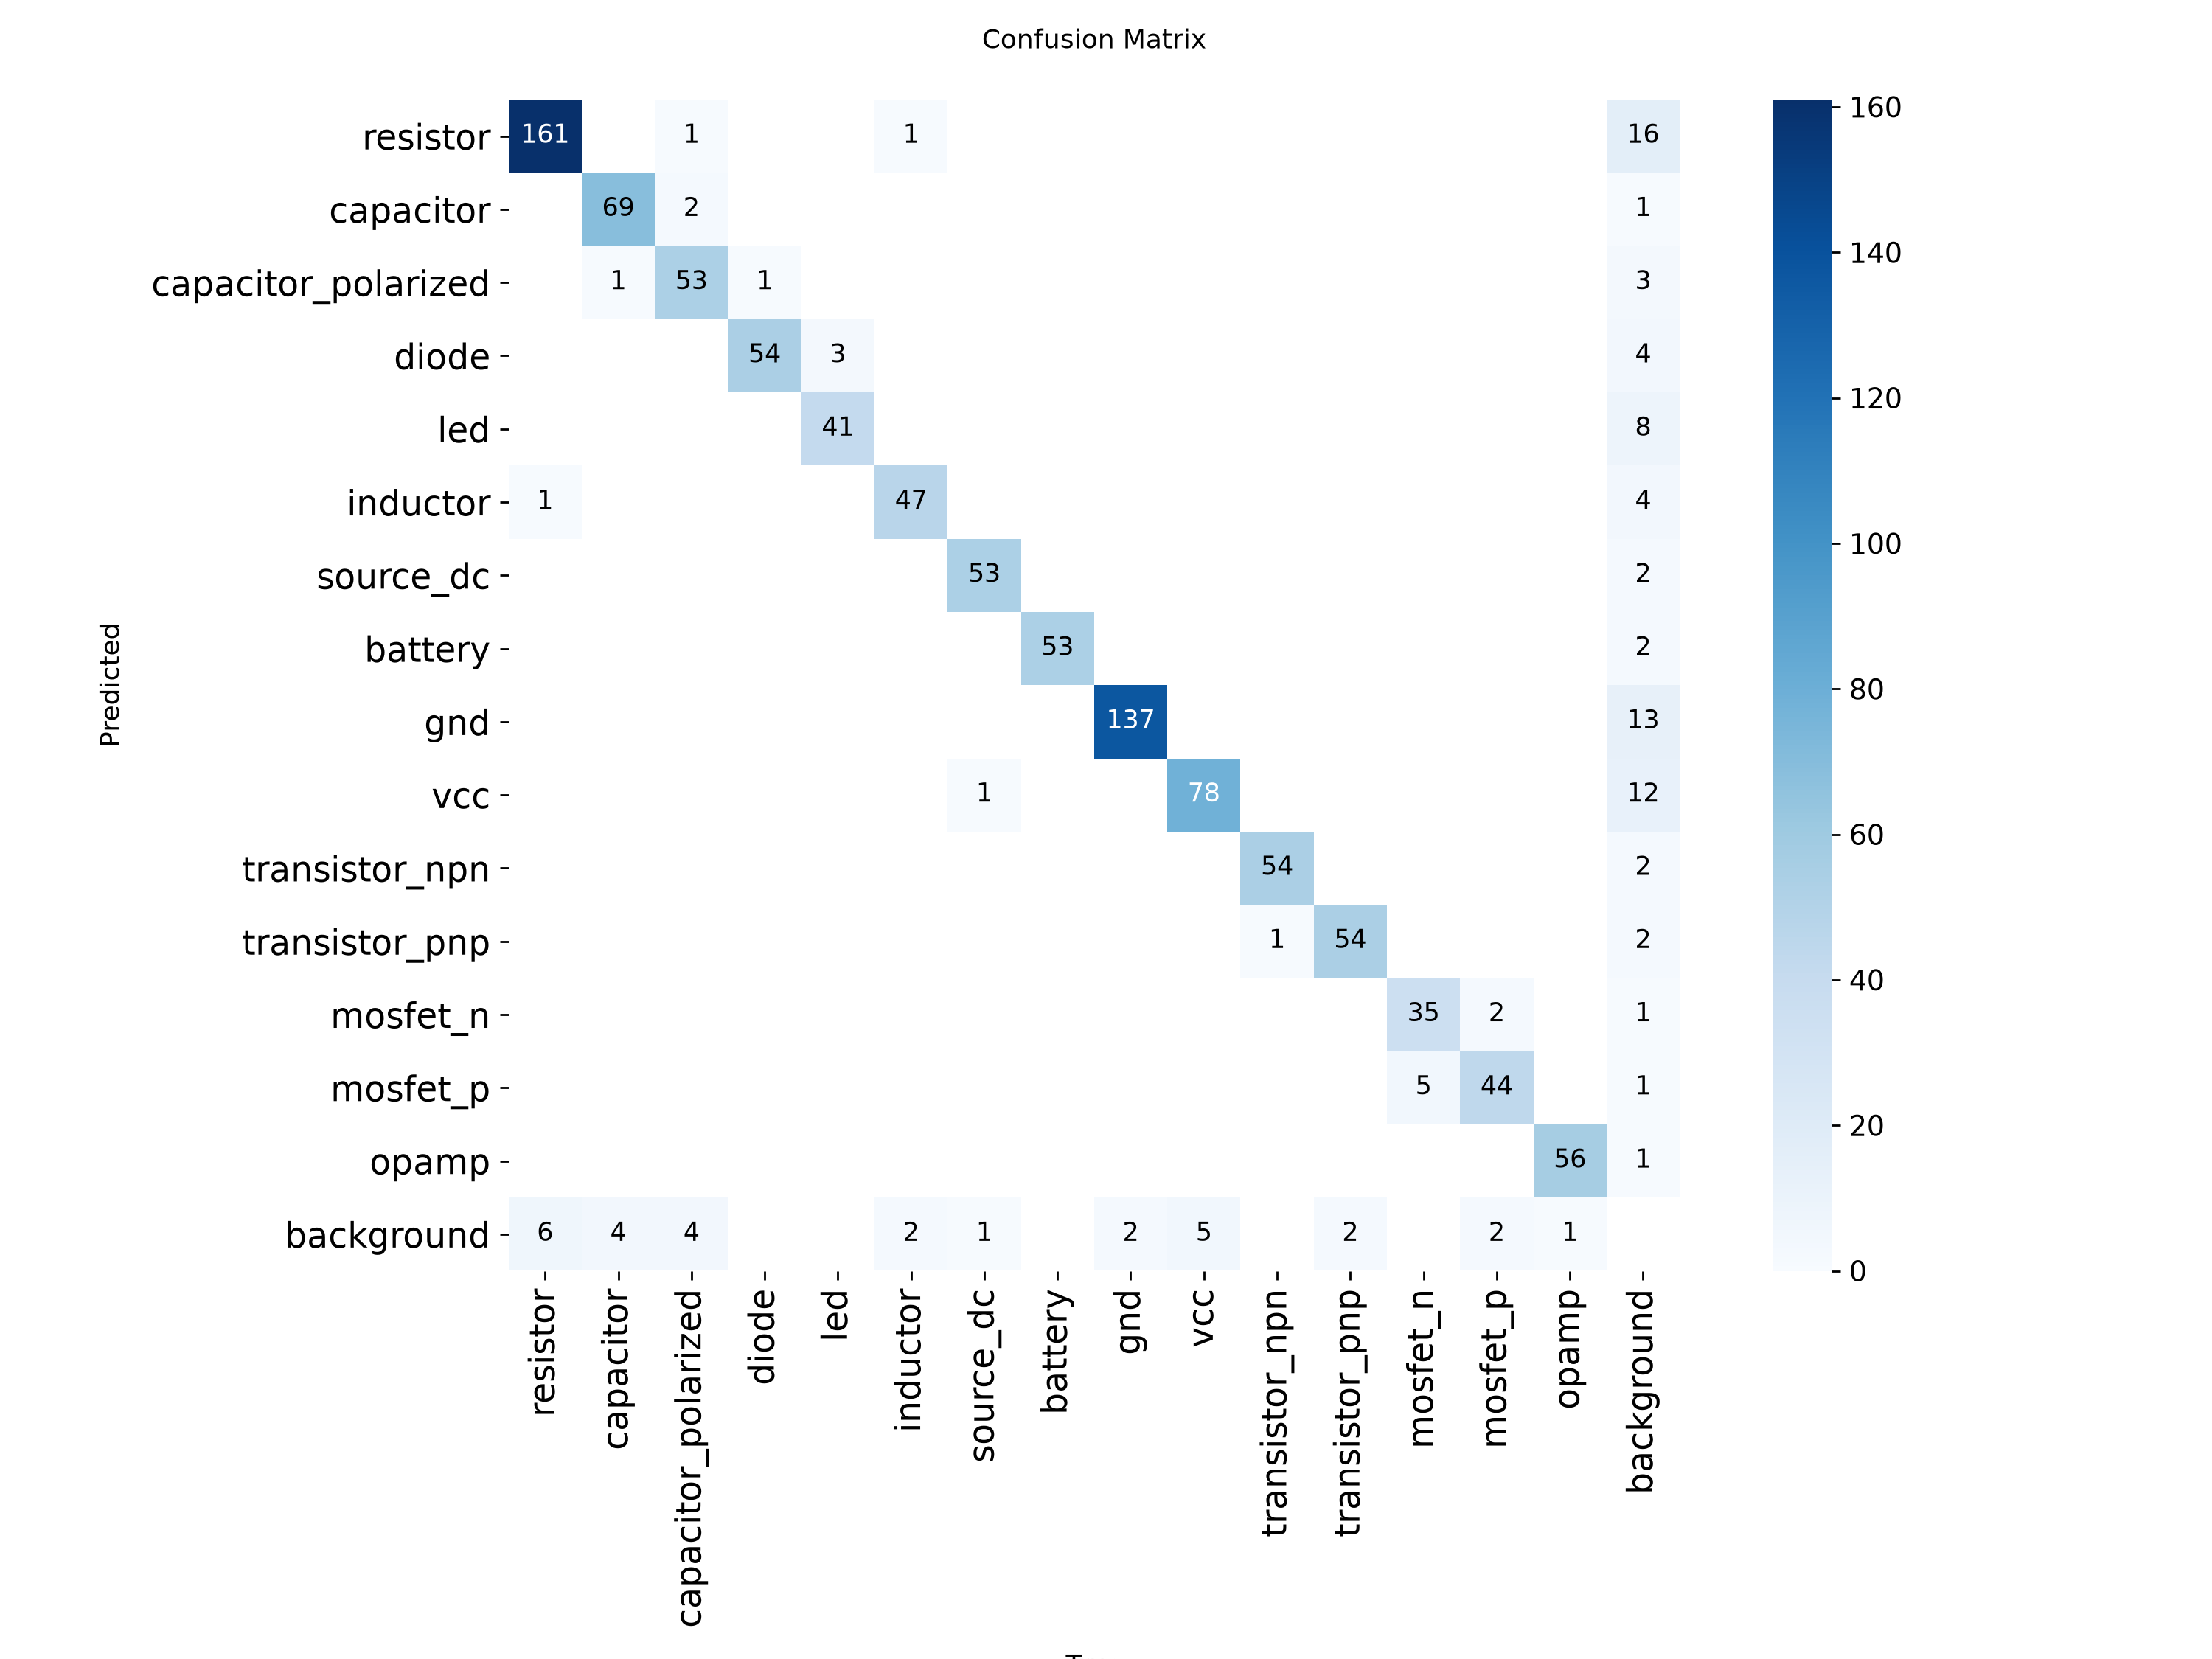 Confusion Matrix
Predicted
resistor 161 1 1 16
capacitor 69 2 1
capacitor_polarized 1 53 1 3
diode 54 3 4
led 41 8
inductor 1 47 4
source_dc 53 2
battery 53 2
gnd 137 13
vcc 1 78 12
transistor_npn 54 2
transistor_pnp 1 54 2
mosfet_n 35 2 1
mosfet_p 5 44 1
opamp 56 1
background 6 4 4 2 1 2 5 2 2 1
resistor
capacitor
capacitor_polarized
diode
led
inductor
source_dc
battery
gnd
vcc
transistor_npn
transistor_pnp
mosfet_n
mosfet_p
opamp
background
160
140
120
100
80
60
40
20
0